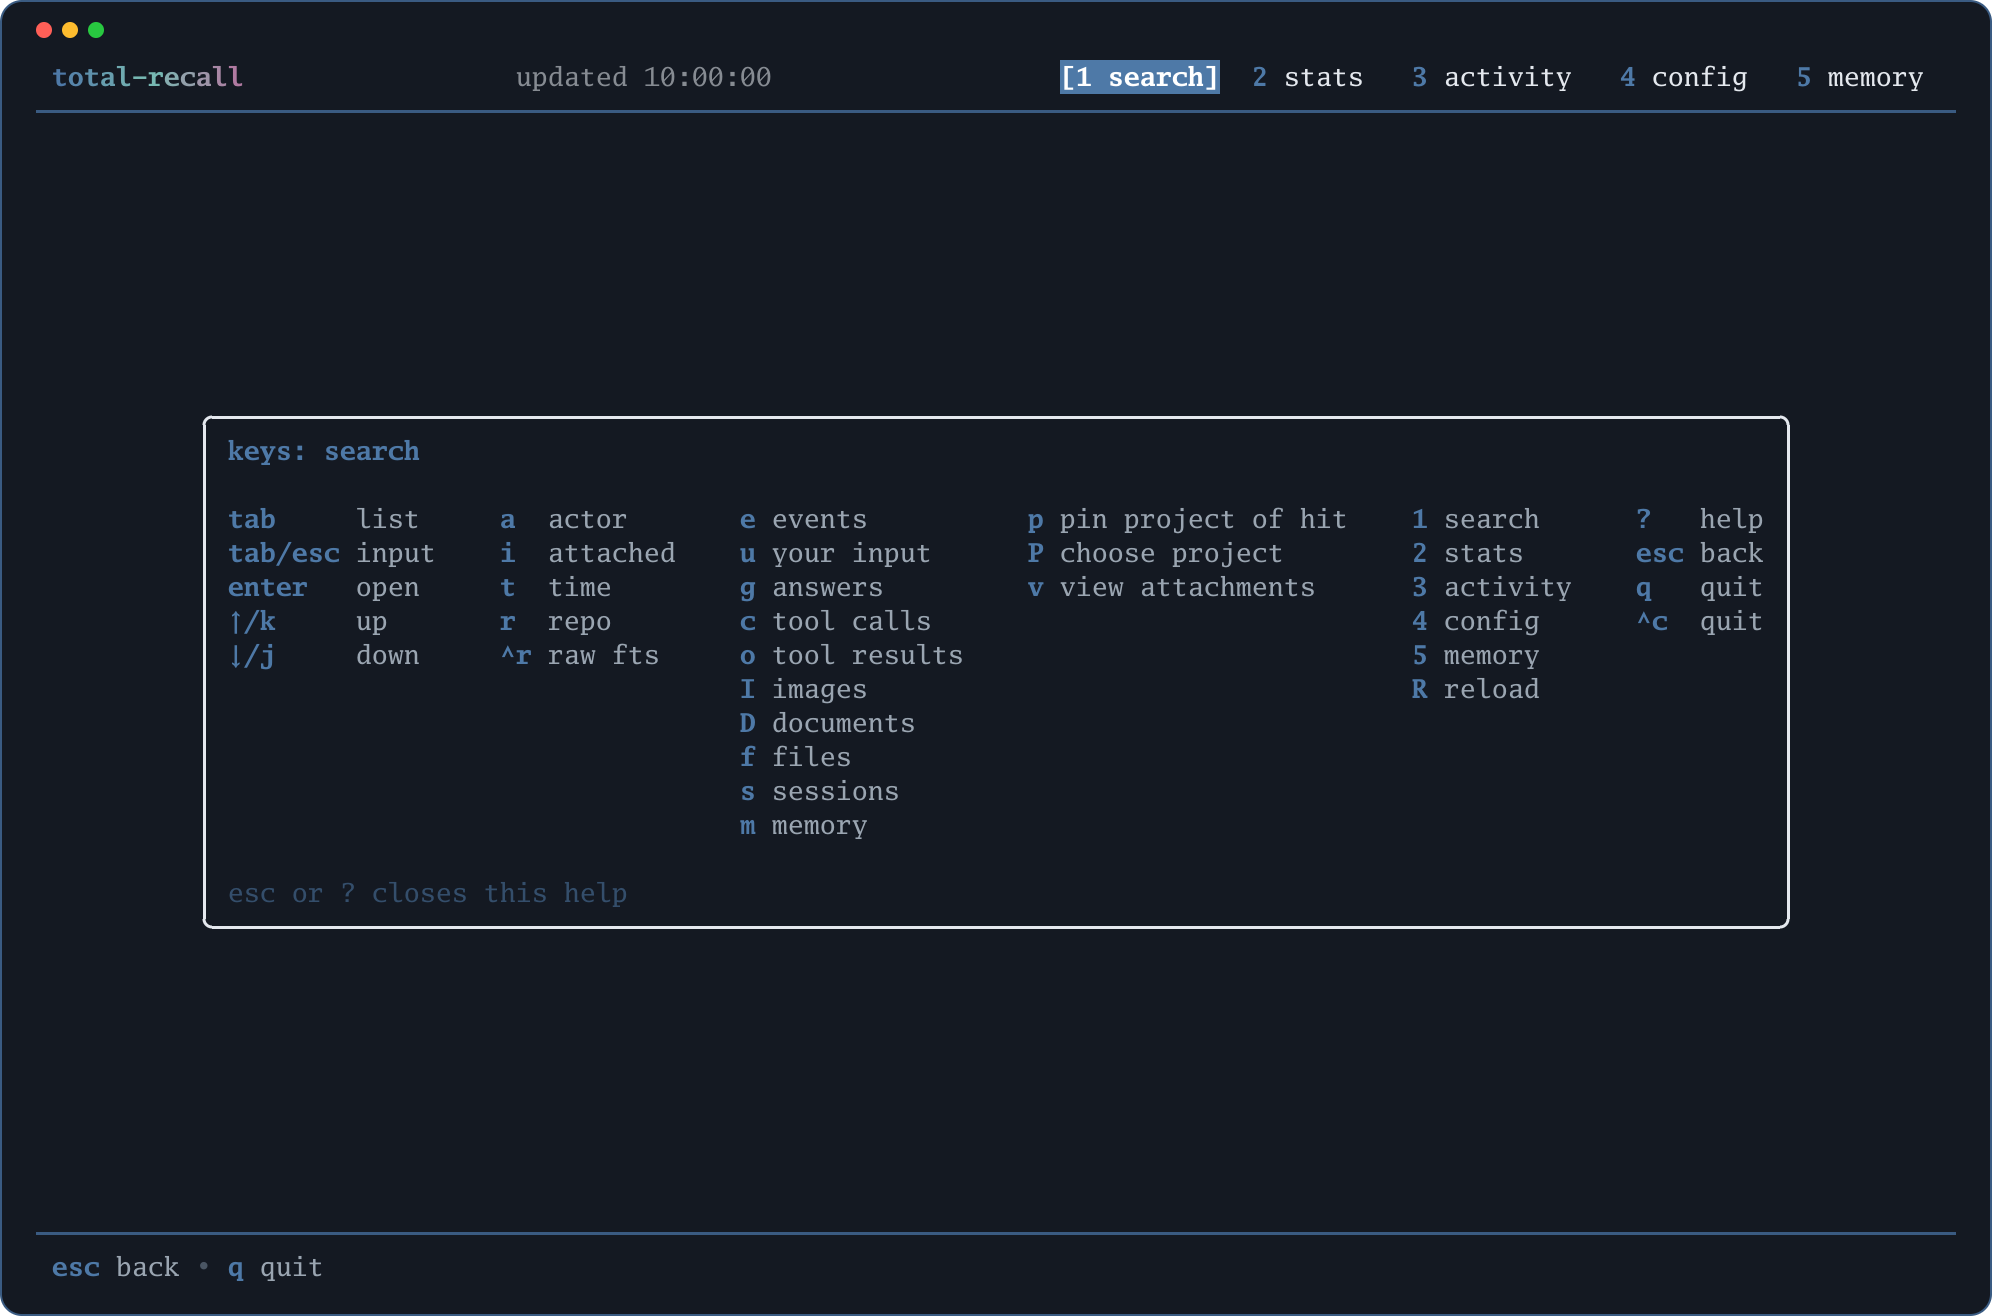 total-recall updated 10:00:00 [1 search] 2 stats 3 activity 4 config 5 memory
keys: search
tab list a actor e events p pin project of hit 1 search ? help
tab/esc input i attached u your input P choose project 2 stats esc back
enter open t time g answers v view attachments 3 activity q quit
↑/k up r repo c tool calls 4 config ^c quit
↓/j down ^r raw fts o tool results 5 memory
I images R reload
D documents
f files
s sessions
m memory
esc or ? closes this help
esc back • q quit